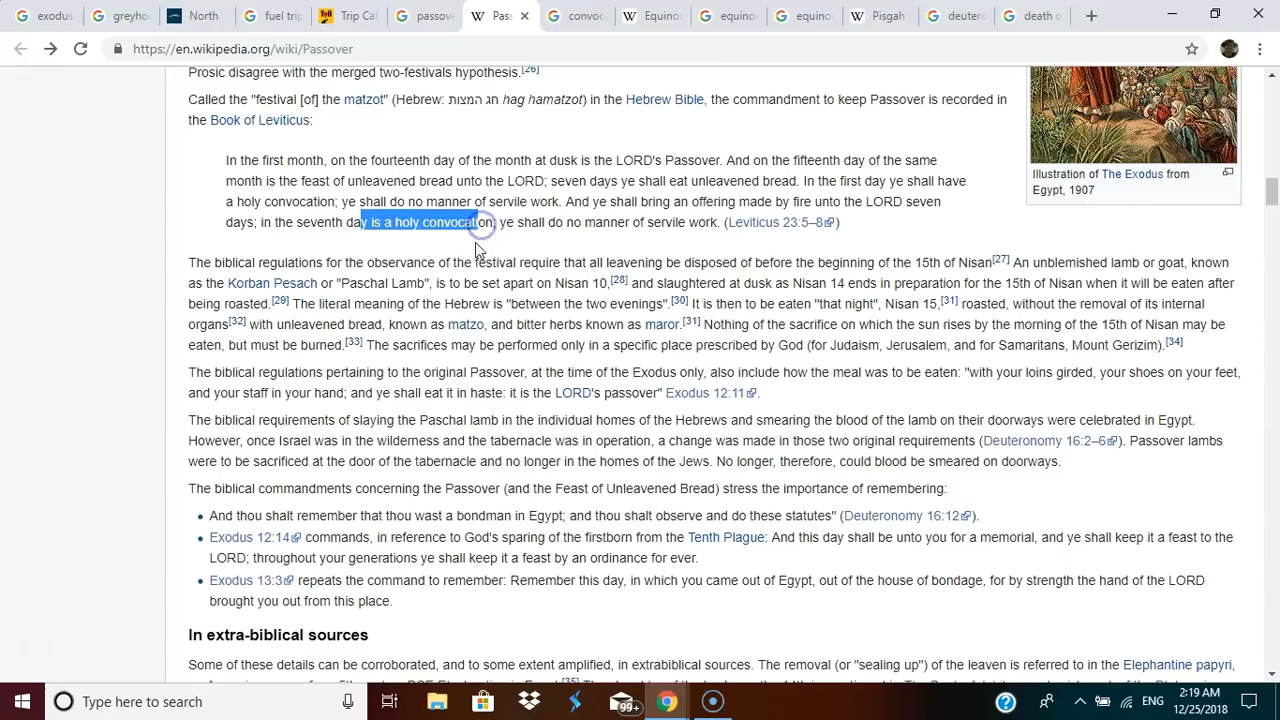 exodus
greyhou
North
fuel trip
Trip Cal
passove
Pass
convoc
Equino
equino
equino
Pisgah
deutero
death o
https://en.wikipedia.org/wiki/Passover
Prosic disagree with the merged two-festivals hypothesis.[26]
Called the "festival [of] the matzot" (Hebrew: חג המצות hag hamatzot) in the Hebrew Bible, the commandment to keep Passover is recorded in
the Book of Leviticus:
In the first month, on the fourteenth day of the month at dusk is the LORD's Passover. And on the fifteenth day of the same
month is the feast of unleavened bread unto the LORD; seven days ye shall eat unleavened bread. In the first day ye shall have
a holy convocation; ye shall do no manner of servile work. And ye shall bring an offering made by fire unto the LORD seven
days; in the seventh day is a holy convocation; ye shall do no manner of servile work. (Leviticus 23:5–8)
Illustration of The Exodus from
Egypt, 1907
The biblical regulations for the observance of the festival require that all leavening be disposed of before the beginning of the 15th of Nisan[27] An unblemished lamb or goat, known
as the Korban Pesach or "Paschal Lamb", is to be set apart on Nisan 10,[28] and slaughtered at dusk as Nisan 14 ends in preparation for the 15th of Nisan when it will be eaten after
being roasted.[29] The literal meaning of the Hebrew is "between the two evenings".[30] It is then to be eaten "that night", Nisan 15,[31] roasted, without the removal of its internal
organs[32] with unleavened bread, known as matzo, and bitter herbs known as maror.[31] Nothing of the sacrifice on which the sun rises by the morning of the 15th of Nisan may be
eaten, but must be burned.[33] The sacrifices may be performed only in a specific place prescribed by God (for Judaism, Jerusalem, and for Samaritans, Mount Gerizim).[34]
The biblical regulations pertaining to the original Passover, at the time of the Exodus only, also include how the meal was to be eaten: "with your loins girded, your shoes on your feet,
and your staff in your hand; and ye shall eat it in haste: it is the LORD's passover" Exodus 12:11.
The biblical requirements of slaying the Paschal lamb in the individual homes of the Hebrews and smearing the blood of the lamb on their doorways were celebrated in Egypt.
However, once Israel was in the wilderness and the tabernacle was in operation, a change was made in those two original requirements (Deuteronomy 16:2–6). Passover lambs
were to be sacrificed at the door of the tabernacle and no longer in the homes of the Jews. No longer, therefore, could blood be smeared on doorways.
The biblical commandments concerning the Passover (and the Feast of Unleavened Bread) stress the importance of remembering:
• And thou shalt remember that thou wast a bondman in Egypt; and thou shalt observe and do these statutes" (Deuteronomy 16:12).
• Exodus 12:14 commands, in reference to God's sparing of the firstborn from the Tenth Plague: And this day shall be unto you for a memorial, and ye shall keep it a feast to the
LORD; throughout your generations ye shall keep it a feast by an ordinance for ever.
• Exodus 13:3 repeats the command to remember: Remember this day, in which you came out of Egypt, out of the house of bondage, for by strength the hand of the LORD
brought you out from this place.
In extra-biblical sources
Some of these details can be corroborated, and to some extent amplified, in extrabiblical sources. The removal (or "sealing up") of the leaven is referred to in the Elephantine papyri,
Type here to search
99+
ENG
2:19 AM
12/25/2018